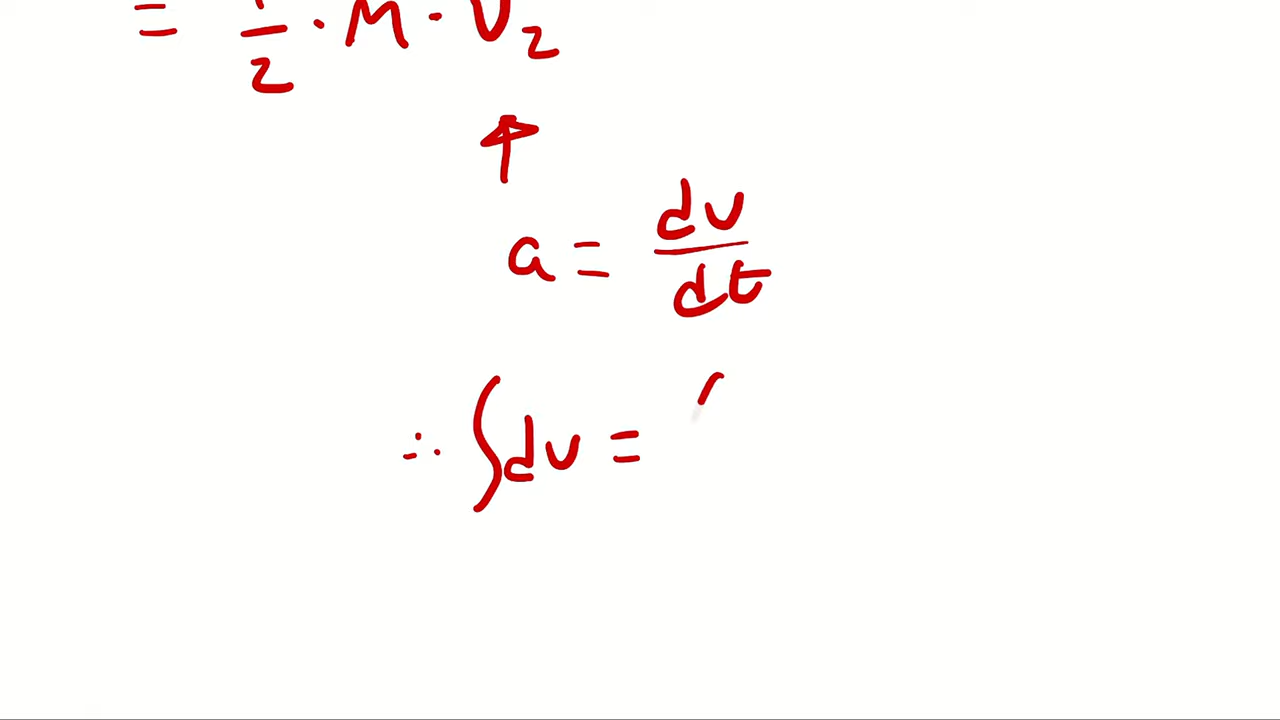 = 1/2 · M · V₂
a = dv/dt
∴ ∫dv =